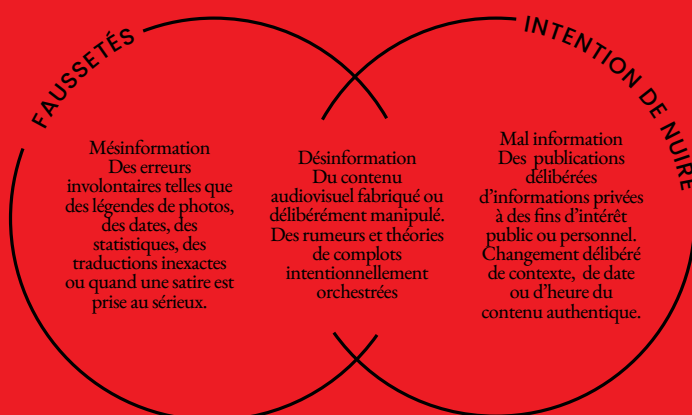 FAUSSETÉS
INTENTION DE NUIRE
Mésinformation
Des erreurs
involontaires telles que
des légendes de photos,
des dates, des
statistiques, des
traductions inexactes
ou quand une satire est
prise au sérieux.
Désinformation
Du contenu
audiovisuel fabriqué ou
délibérément manipulé.
Des rumeurs et théories
de complots
intentionnellement
orchestrées
Mal information
Des publications
délibérées
d’informations privées
à des fins d’intérêt
public ou personnel.
Changement délibéré
de contexte, de date
ou d’heure du
contenu authentique.